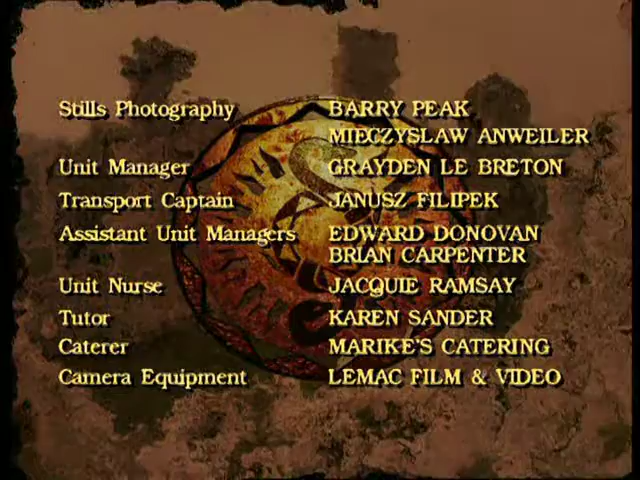 Stills Photography BARRY PEAK
MIECZYSLAW ANWEILER
Unit Manager GRAYDEN LE BRETON
Transport Captain JANUSZ FILIPEK
Assistant Unit Managers EDWARD DONOVAN
BRIAN CARPENTER
Unit Nurse JACQUIE RAMSAY
Tutor KAREN SANDER
Caterer MARIKE'S CATERING
Camera Equipment LEMAC FILM & VIDEO